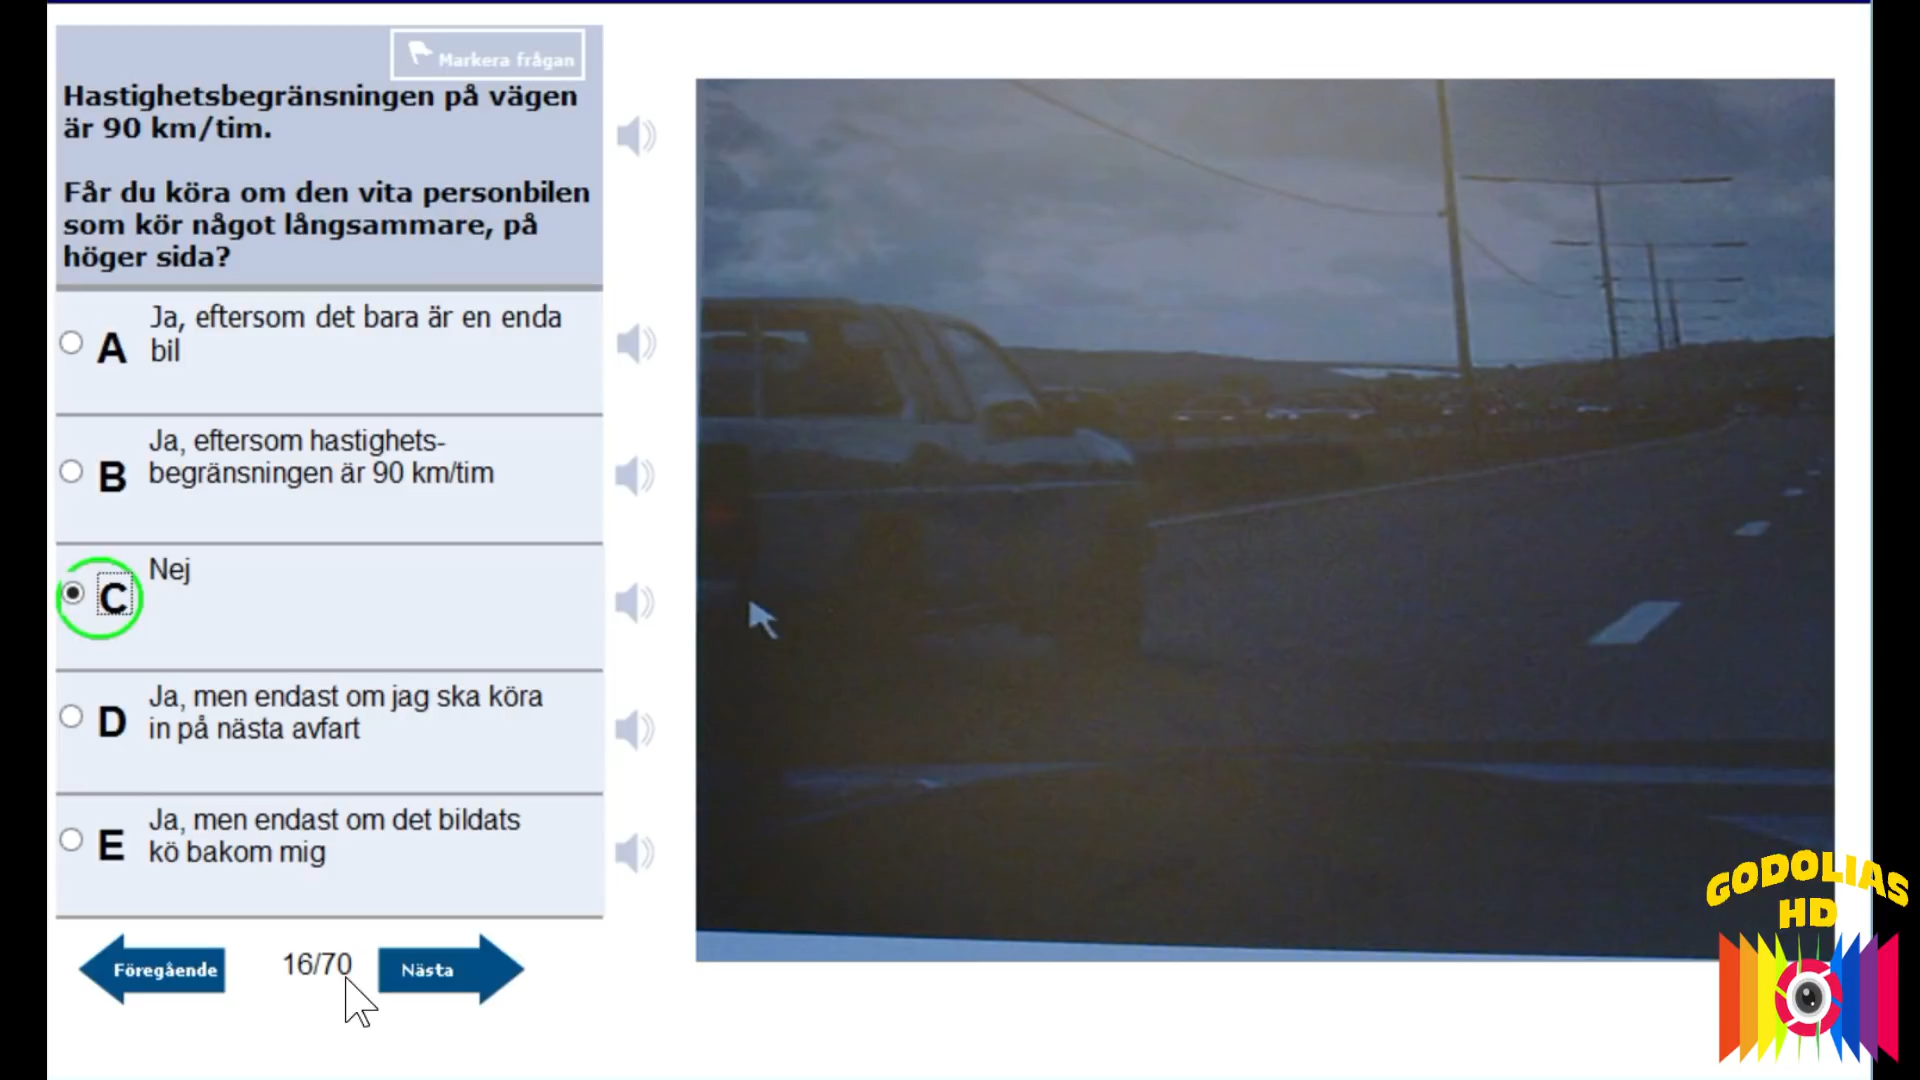 Markera frågan
Hastighetsbegränsningen på vägen
är 90 km/tim.
Får du köra om den vita personbilen
som kör något långsammare, på
höger sida?
A
Ja, eftersom det bara är en enda
bil
B
Ja, eftersom hastighets-
begränsningen är 90 km/tim
C
Nej
D
Ja, men endast om jag ska köra
in på nästa avfart
E
Ja, men endast om det bildats
kö bakom mig
Föregående
16/70
Nästa
GODOLIAS
HD